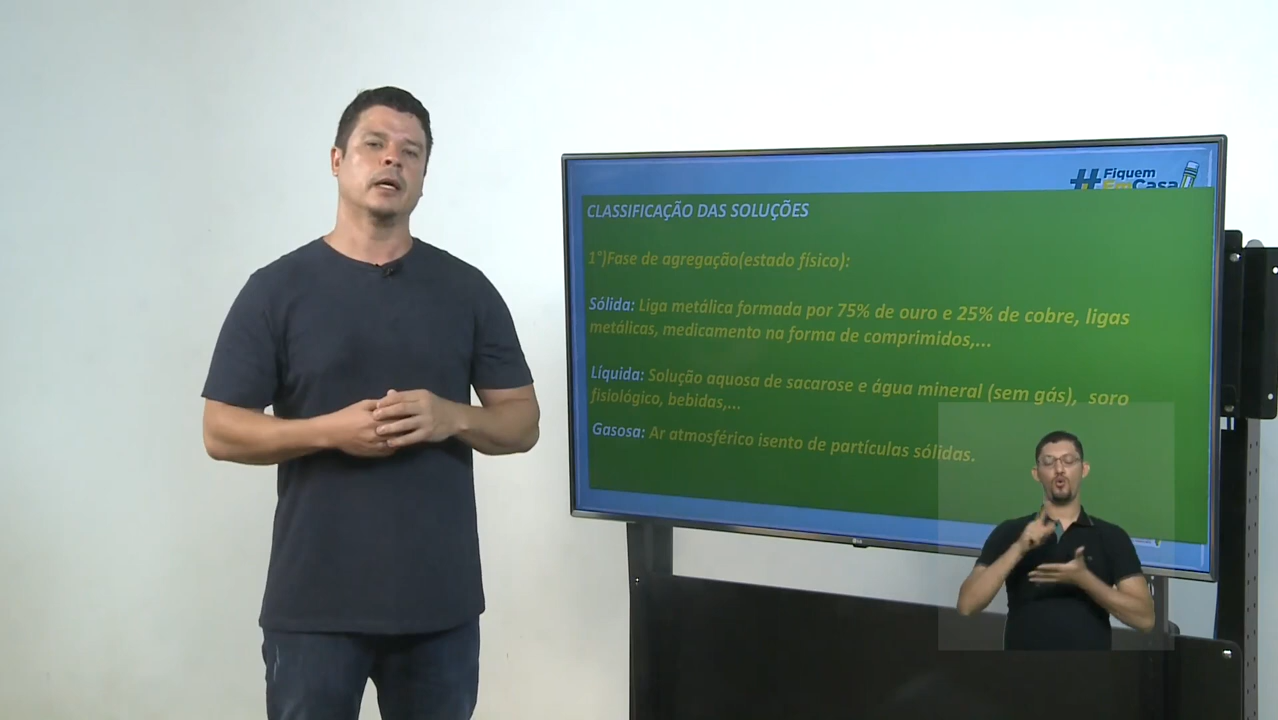 #Fiquem
EmCasa
CLASSIFICAÇÃO DAS SOLUÇÕES
1°)Fase de agregação(estado físico):
Sólida: Liga metálica formada por 75% de ouro e 25% de cobre, ligas
metálicas, medicamento na forma de comprimidos,...
Líquida: Solução aquosa de sacarose e água mineral (sem gás), soro
fisiológico, bebidas,...
Gasosa: Ar atmosférico isento de partículas sólidas.